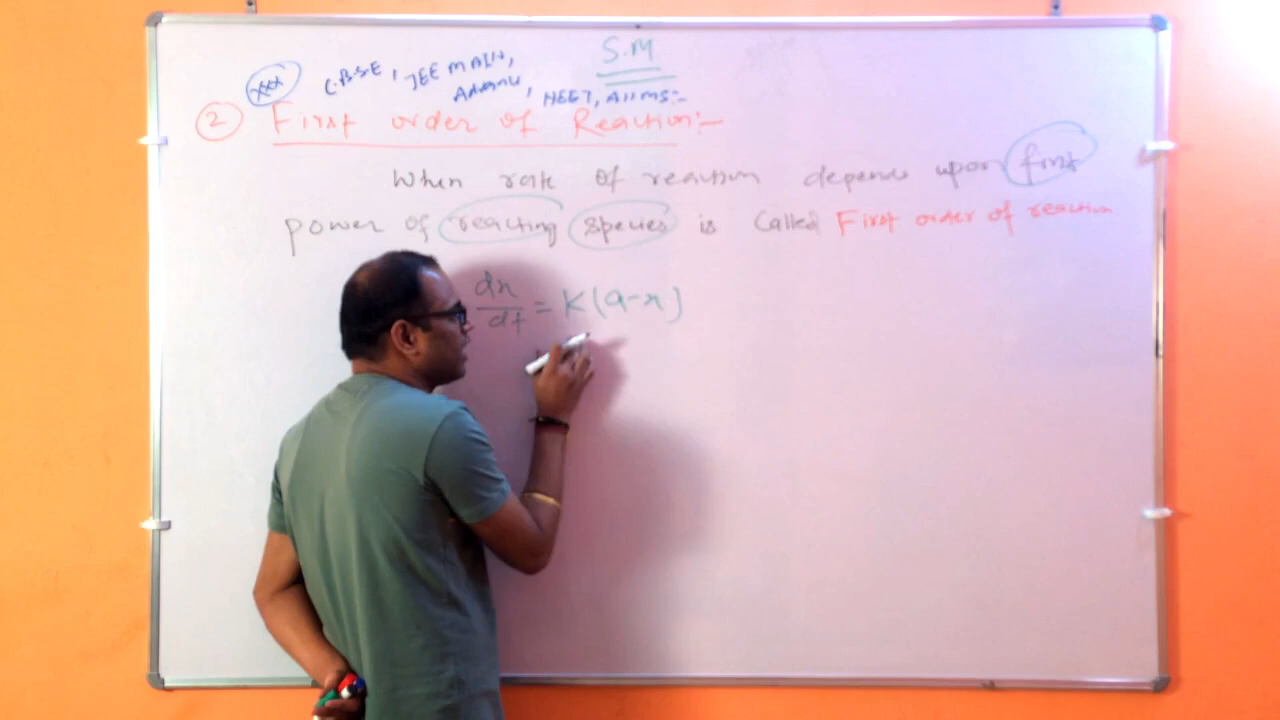 S.M
xxx CBSE, JEE MAIN,
Advance, NEET, AIIMS:-
2 First order of Reaction:-
When rate of reaction depends upon first
power of reacting species is called First order of reaction
dx/dt = K(a-x)